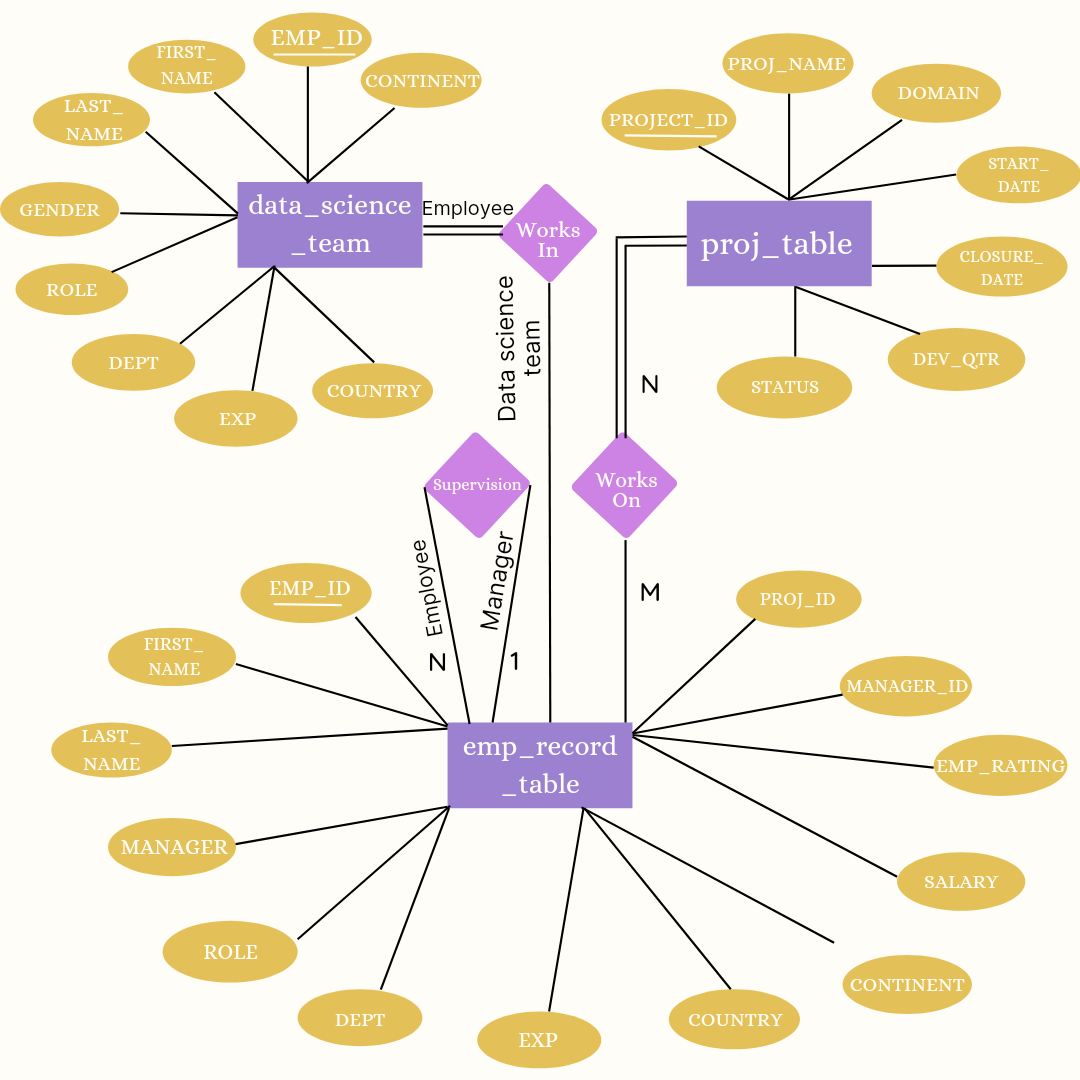 EMP_ID
FIRST_
NAME
CONTINENT
LAST_
NAME
GENDER
ROLE
DEPT
EXP
COUNTRY
data_science
_team
Employee
Works
In
Data science
team
PROJ_NAME
DOMAIN
PROJECT_ID
START_
DATE
CLOSURE_
DATE
DEV_QTR
STATUS
proj_table
N
Works
On
M
Supervision
Employee
N
Manager
1
EMP_ID
FIRST_
NAME
LAST_
NAME
MANAGER
ROLE
DEPT
EXP
COUNTRY
CONTINENT
SALARY
EMP_RATING
MANAGER_ID
PROJ_ID
emp_record
_table